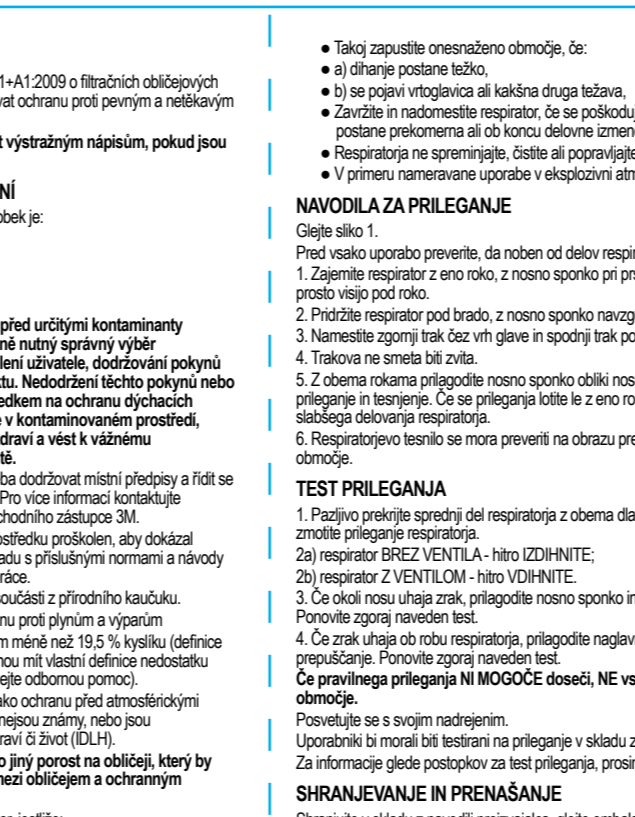 1+A1:2009 o filtračních obličejových
vat ochranu proti pevným a netěkavým
t výstražným nápisům, pokud jsou
NÍ
obek je:
před určitými kontaminanty
ně nutný správný výběr
lení uživatele, dodržování pokynů
ktu. Nedodržení těchto pokynů nebo
edkem na ochranu dýchacích
e v kontaminovaném prostředí,
draví a vést k vážnému
tě.
ba dodržovat místní předpisy a řídit se
Pro více informací kontaktujte
chodního zástupce 3M.
ostředku proškolen, aby dokázal
adu s příslušnými normami a návody
ráce.
oučásti z přírodního kaučuku.
nu proti plynům a výparům
m méně než 19,5 % kyslíku (definice
nou mít vlastní definice nedostatku
ejte odbornou pomoc).
ako ochranu před atmosférickými
nejsou známy, nebo jsou
raví či život (IDLH).
o jiný porost na obličeji, který by
mezi obličejem a ochranným
● Takoj zapustite onesnaženo območje, če:
● a) dihanje postane težko,
● b) se pojavi vrtoglavica ali kakšna druga težava,
● Zavržite in nadomestite respirator, če se poškoduj
postane prekomerna ali ob koncu delovne izmen
● Respiratorja ne spreminjajte, čistite ali popravljajte
● V primeru nameravane uporabe v eksplozivni atm
NAVODILA ZA PRILEGANJE
Glejte sliko 1.
Pred vsako uporabo preverite, da noben od delov respi
1. Zajemite respirator z eno roko, z nosno sponko pri prs
prosto visijo pod roko.
2. Pridržite respirator pod brado, z nosno sponko navzg
3. Namestite zgornji trak čez vrh glave in spodnji trak po
4. Trakova ne smeta biti zvita.
5. Z obema rokama prilagodite nosno sponko obliki nos
prileganje in tesnjenje. Če se prileganja lotite le z eno ro
slabšega delovanja respiratorja.
6. Respiratorjevo tesnilo se mora preveriti na obrazu pre
območje.
TEST PRILEGANJA
1. Pazljivo prekrijte sprednji del respiratorja z obema dla
zmotite prileganje respiratorja.
2a) respirator BREZ VENTILA - hitro IZDIHNITE;
2b) respirator Z VENTILOM - hitro VDIHNITE.
3. Če okoli nosu uhaja zrak, prilagodite nosno sponko in
Ponovite zgoraj naveden test.
4. Če zrak uhaja ob robu respiratorja, prilagodite naglav
prepuščanje. Ponovite zgoraj naveden test.
Če pravilnega prileganja NI MOGOČE doseči, NE vs
območje.
Posvetujte se s svojim nadrejenim.
Uporabniki bi morali biti testirani na prileganje v skladu z
Za informacije glede postopkov za test prileganja, prosin
SHRANJEVANJE IN PRENAŠANJE